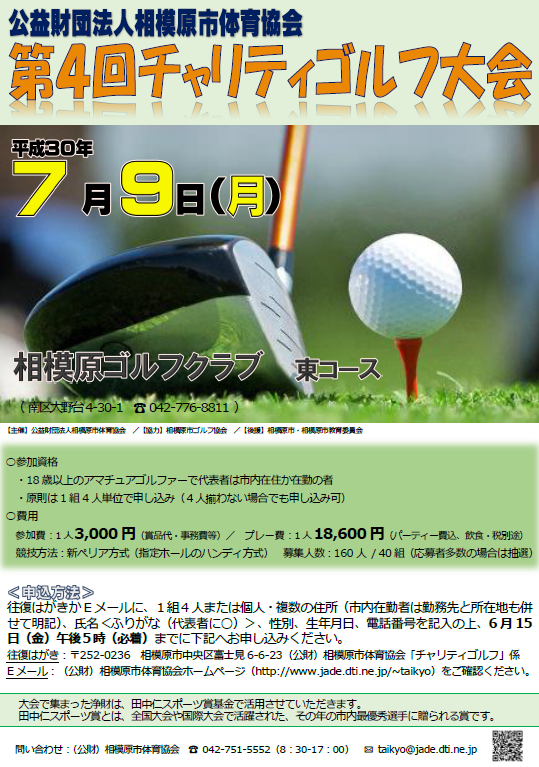 公益財団法人相模原市体育協会
第4回チャリティゴルフ大会
平成30年
7月9日(月)
相模原ゴルフクラブ 東コース
（南区大野台4-30-1 ☎042-776-8811 ）
【主催】公益財団法人相模原市体育協会 ／【協力】相模原市ゴルフ協会 ／【後援】相模原市・相模原市教育委員会
○参加資格
・18歳以上のアマチュアゴルファーで代表者は市内在住か在勤の者
・原則は1組4人単位で申し込み（4人揃わない場合でも申し込み可）
○費用
参加費：1人3,000円（賞品代・事務費等）／ プレー費：1人18,600円（パーティー費込、飲食・税別途）
競技方法：新ペリア方式（指定ホールのハンディ方式） 募集人数：160人 / 40組（応募者多数の場合は抽選）
＜申込方法＞
往復はがきかEメールに、1組4人または個人・複数の住所（市内在勤者は勤務先と所在地も併
せて明記）、氏名＜ふりがな（代表者に○）＞、性別、生年月日、電話番号を記入の上、6月15
日（金）午後5時（必着）までに下記へお申し込みください。
往復はがき：〒252-0236 相模原市中央区富士見6-6-23（公財）相模原市体育協会「チャリティゴルフ」係
Eメール：（公財）相模原市体育協会ホームページ（http://www.jade.dti.ne.jp/~taikyo）をご確認ください。
大会で集まった浄財は、田中仁スポーツ賞基金で活用させていただきます。
田中仁スポーツ賞とは、全国大会や国際大会で活躍された、その年の市内最優秀選手に贈られる賞です。
問い合わせ：（公財）相模原市体育協会 ☎ 042-751-5552（8：30-17：00） ✉ taikyo@jade.dti.ne.jp